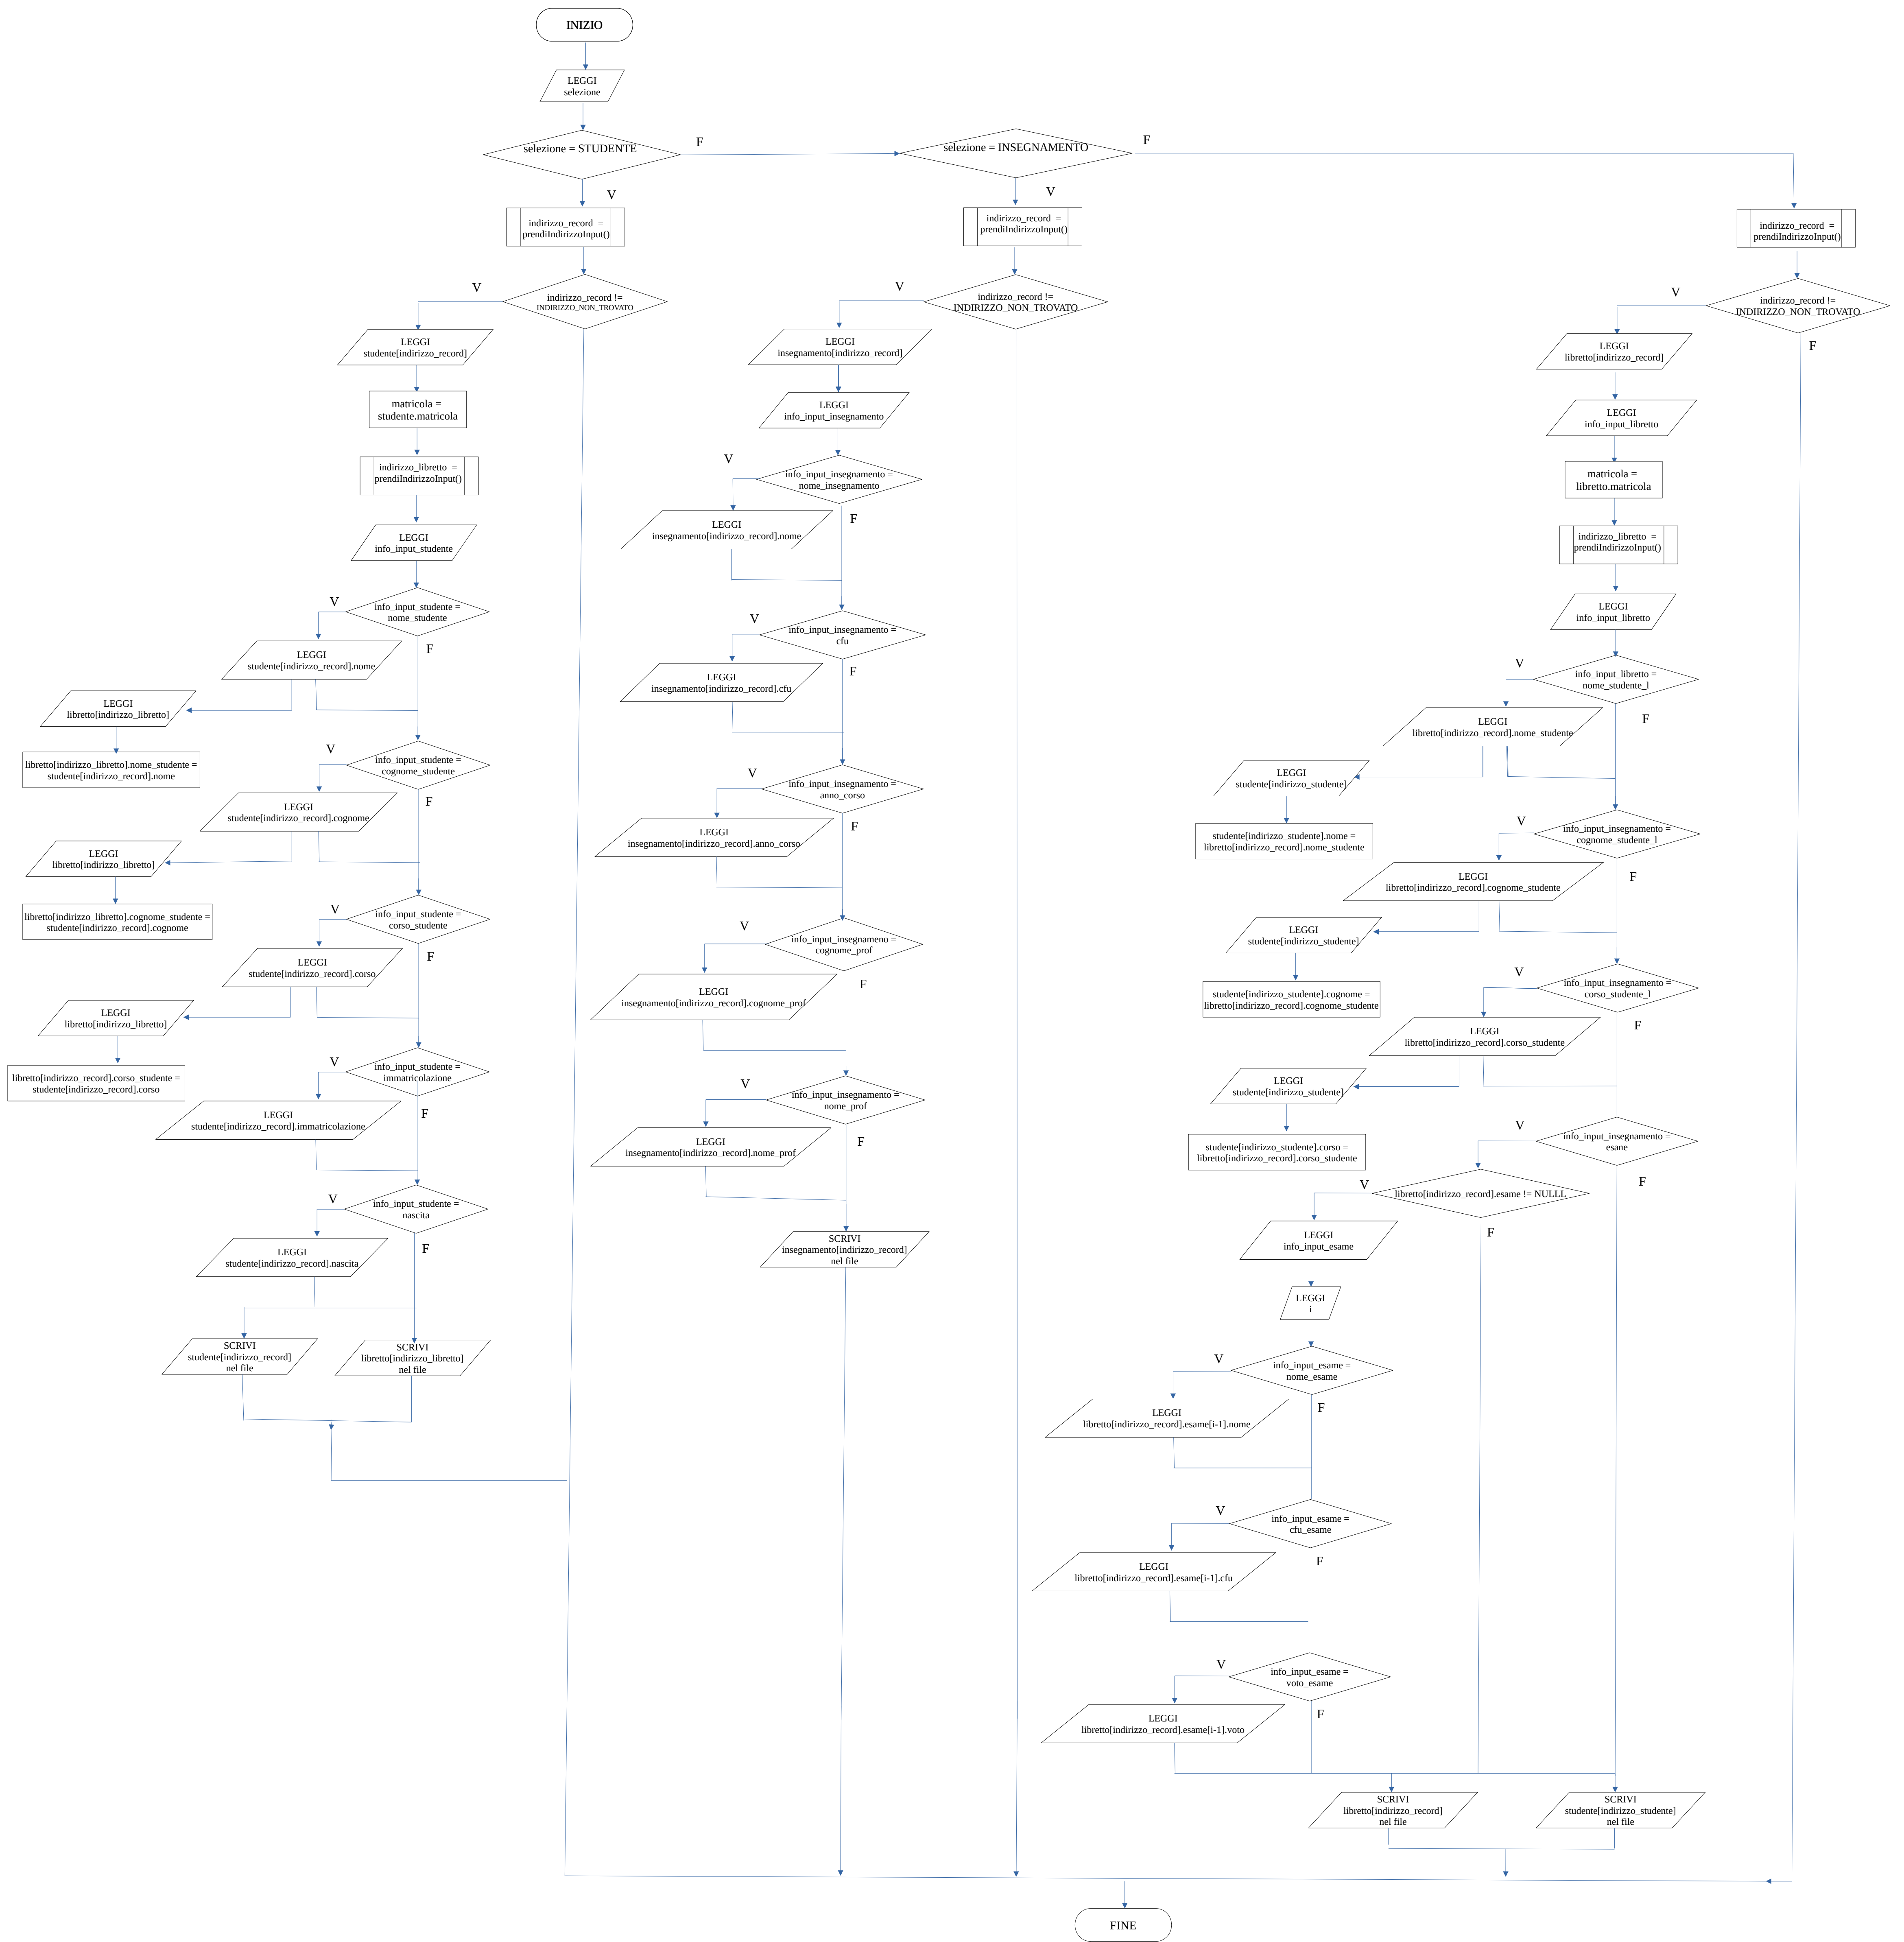 INIZIO
LEGGI
selezione
selezione = STUDENTE
F
V
indirizzo_record =
prendiIndirizzoInput()
indirizzo_record !=
INDIRIZZO_NON_TROVATO
V
LEGGI
studente[indirizzo_record]
matricola =
studente.matricola
indirizzo_libretto =
prendiIndirizzoInput()
LEGGI
info_input_studente
info_input_studente =
nome_studente
V
F
LEGGI
studente[indirizzo_record].nome
LEGGI
libretto[indirizzo_libretto]
libretto[indirizzo_libretto].nome_studente =
studente[indirizzo_record].nome
info_input_studente =
cognome_studente
V
F
LEGGI
studente[indirizzo_record].cognome
LEGGI
libretto[indirizzo_libretto]
libretto[indirizzo_libretto].cognome_studente =
studente[indirizzo_record].cognome
info_input_studente =
corso_studente
V
F
LEGGI
studente[indirizzo_record].corso
LEGGI
libretto[indirizzo_libretto]
libretto[indirizzo_record].corso_studente =
studente[indirizzo_record].corso
info_input_studente =
immatricolazione
V
F
LEGGI
studente[indirizzo_record].immatricolazione
info_input_studente =
nascita
V
F
LEGGI
studente[indirizzo_record].nascita
SCRIVI
studente[indirizzo_record]
nel file
SCRIVI
libretto[indirizzo_libretto]
nel file
selezione = INSEGNAMENTO
F
V
indirizzo_record =
prendiIndirizzoInput()
indirizzo_record !=
INDIRIZZO_NON_TROVATO
V
LEGGI
insegnamento[indirizzo_record]
LEGGI
info_input_insegnamento
info_input_insegnamento =
nome_insegnamento
V
F
LEGGI
insegnamento[indirizzo_record].nome
info_input_insegnamento =
cfu
V
F
LEGGI
insegnamento[indirizzo_record].cfu
info_input_insegnamento =
anno_corso
V
F
LEGGI
insegnamento[indirizzo_record].anno_corso
info_input_insegnameno =
cognome_prof
V
F
LEGGI
insegnamento[indirizzo_record].cognome_prof
info_input_insegnamento =
nome_prof
V
F
LEGGI
insegnamento[indirizzo_record].nome_prof
SCRIVI
insegnamento[indirizzo_record]
nel file
indirizzo_record =
prendiIndirizzoInput()
indirizzo_record !=
INDIRIZZO_NON_TROVATO
V
F
LEGGI
libretto[indirizzo_record]
LEGGI
info_input_libretto
matricola =
libretto.matricola
indirizzo_libretto =
prendiIndirizzoInput()
LEGGI
info_input_libretto
info_input_libretto =
nome_studente_l
V
F
LEGGI
libretto[indirizzo_record].nome_studente
LEGGI
studente[indirizzo_studente]
studente[indirizzo_studente].nome =
libretto[indirizzo_record].nome_studente
info_input_insegnamento =
cognome_studente_l
V
F
LEGGI
libretto[indirizzo_record].cognome_studente
LEGGI
studente[indirizzo_studente]
studente[indirizzo_studente].cognome =
libretto[indirizzo_record].cognome_studente
info_input_insegnamento =
corso_studente_l
V
F
LEGGI
libretto[indirizzo_record].corso_studente
LEGGI
studente[indirizzo_studente]
studente[indirizzo_studente].corso =
libretto[indirizzo_record].corso_studente
info_input_insegnamento =
esane
V
F
libretto[indirizzo_record].esame != NULLL
V
F
LEGGI
info_input_esame
LEGGI
i
info_input_esame =
nome_esame
V
F
LEGGI
libretto[indirizzo_record].esame[i-1].nome
info_input_esame =
cfu_esame
V
F
LEGGI
libretto[indirizzo_record].esame[i-1].cfu
info_input_esame =
voto_esame
V
F
LEGGI
libretto[indirizzo_record].esame[i-1].voto
SCRIVI
libretto[indirizzo_record]
nel file
SCRIVI
studente[indirizzo_studente]
nel file
FINE